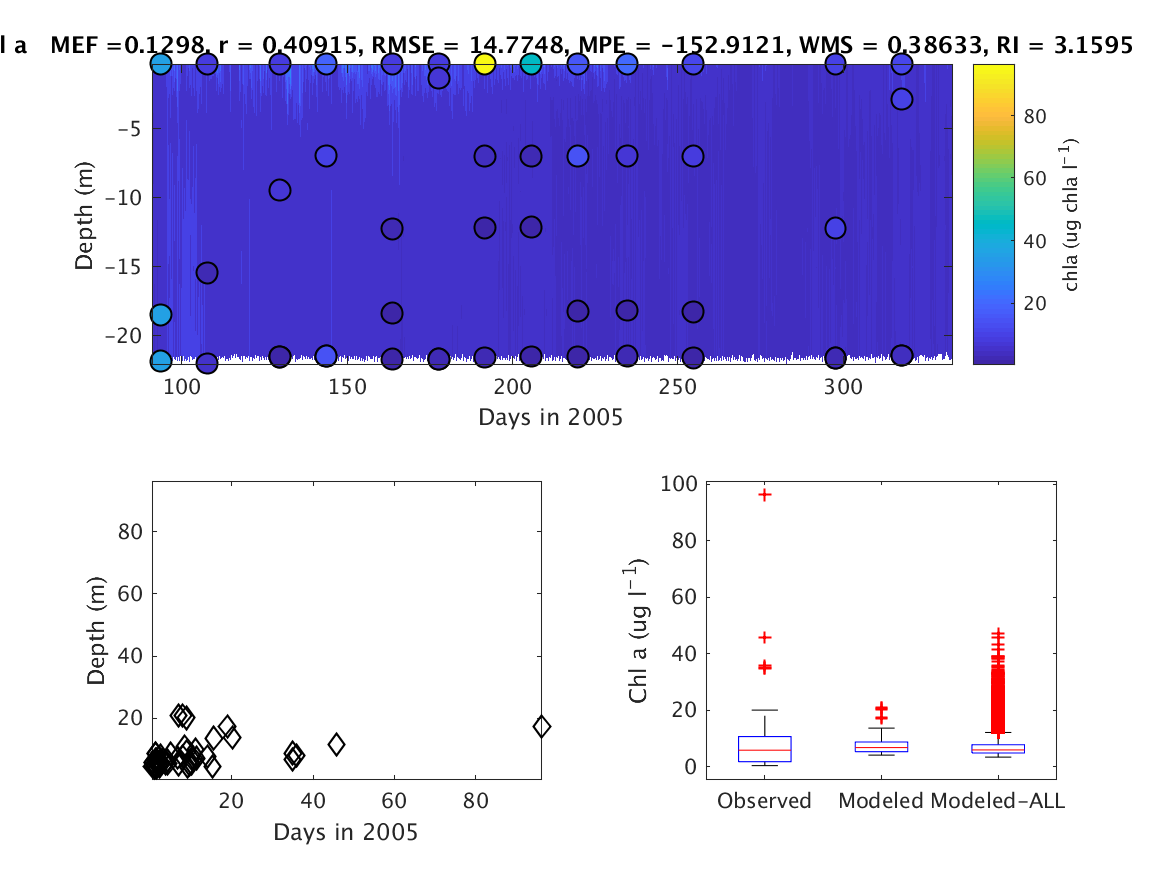 l a MEF =0.1298, r = 0.40915, RMSE = 14.7748, MPE = -152.9121, WMS = 0.38633, RI = 3.1595
-5
-10
-15
-20
Depth (m)
100 150 200 250 300
Days in 2005
80
60
40
20
chla (ug chla l⁻¹)
80
60
40
20
Depth (m)
20 40 60 80
Days in 2005
100
80
60
40
20
0
Chl a (ug l⁻¹)
Observed Modeled Modeled-ALL